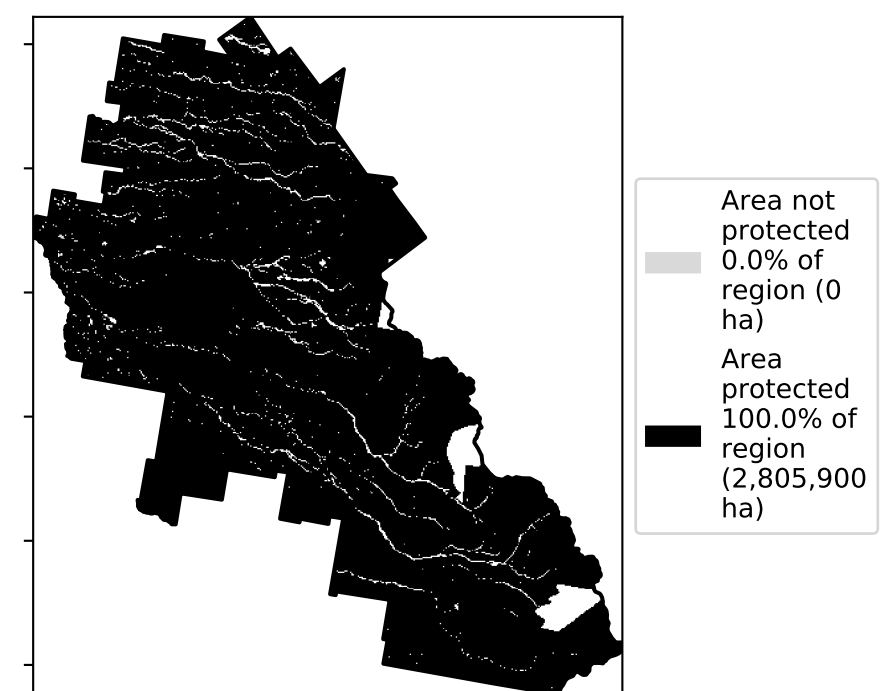 Area not
protected
0.0% of
region (0
ha)
Area
protected
100.0% of
region
(2,805,900
ha)